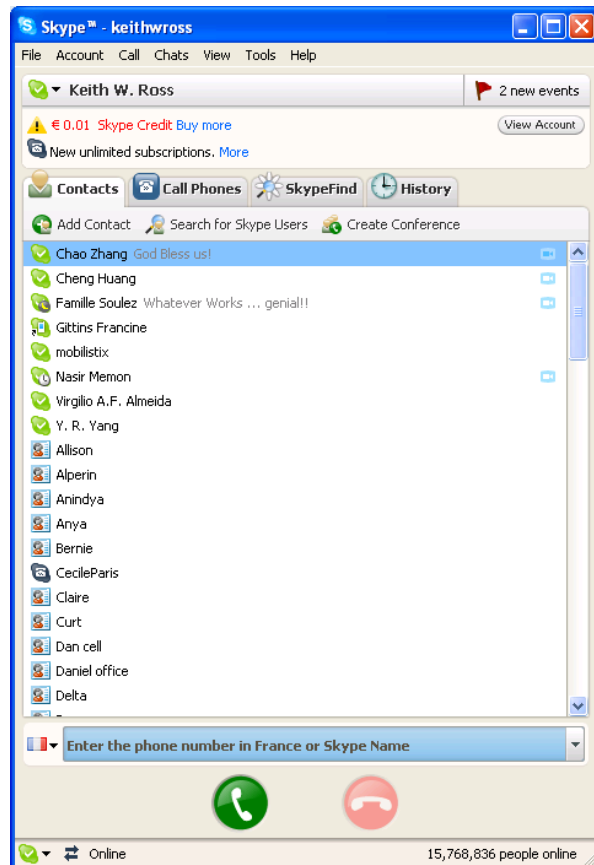 Skype™ - keithwross
File Account Call Chats View Tools Help
Keith W. Ross 2 new events
€ 0.01 Skype Credit Buy more View Account
New unlimited subscriptions. More
Contacts Call Phones SkypeFind History
Add Contact Search for Skype Users Create Conference
Chao Zhang God Bless us!
Cheng Huang
Famille Soulez Whatever Works ... genial!!
Gittins Francine
mobilistix
Nasir Memon
Virgilio A.F. Almeida
Y. R. Yang
Allison
Alperin
Anindya
Anya
Bernie
CecileParis
Claire
Curt
Dan cell
Daniel office
Delta
Enter the phone number in France or Skype Name
Online 15,768,836 people online